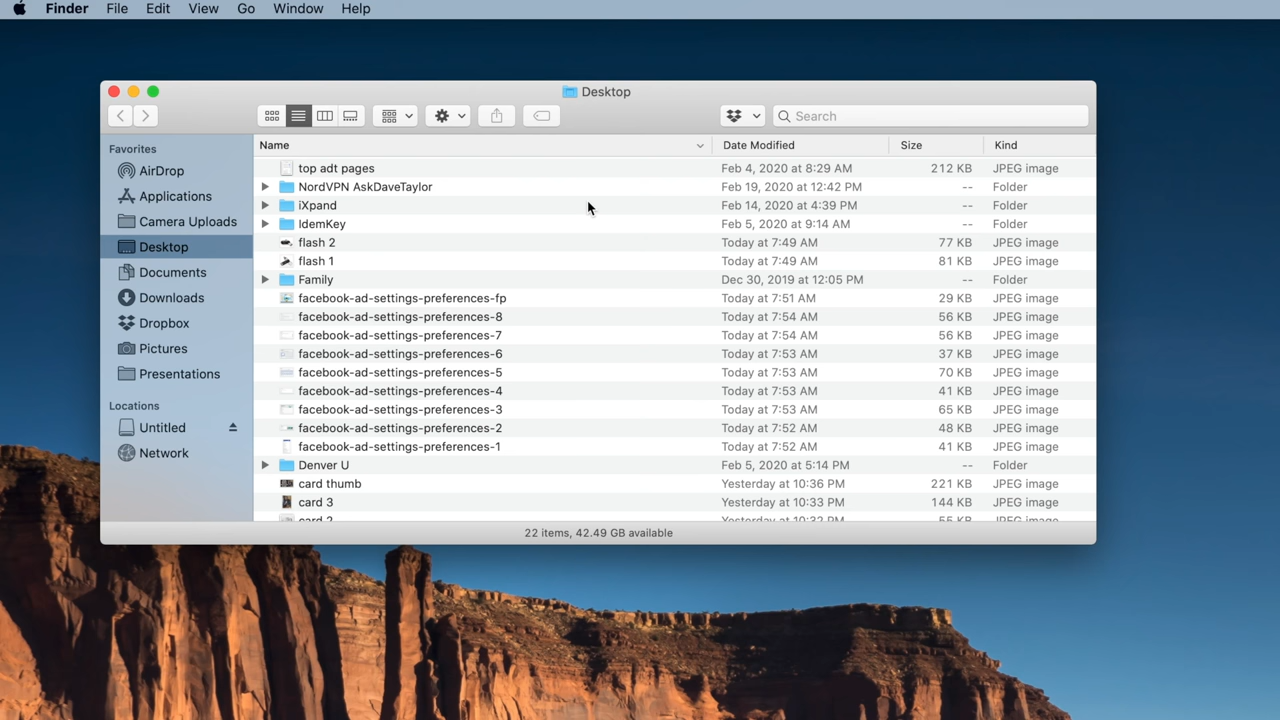 Finder File Edit View Go Window Help
Desktop
Search
Favorites
AirDrop
Applications
Camera Uploads
Desktop
Documents
Downloads
Dropbox
Pictures
Presentations
Locations
Untitled
Network
Name Date Modified Size Kind
top adt pages Feb 4, 2020 at 8:29 AM 212 KB JPEG image
NordVPN AskDaveTaylor Feb 19, 2020 at 12:42 PM -- Folder
iXpand Feb 14, 2020 at 4:39 PM -- Folder
IdemKey Feb 5, 2020 at 9:14 AM -- Folder
flash 2 Today at 7:49 AM 77 KB JPEG image
flash 1 Today at 7:49 AM 81 KB JPEG image
Family Dec 30, 2019 at 12:05 PM -- Folder
facebook-ad-settings-preferences-fp Today at 7:51 AM 29 KB JPEG image
facebook-ad-settings-preferences-8 Today at 7:54 AM 56 KB JPEG image
facebook-ad-settings-preferences-7 Today at 7:54 AM 56 KB JPEG image
facebook-ad-settings-preferences-6 Today at 7:53 AM 37 KB JPEG image
facebook-ad-settings-preferences-5 Today at 7:53 AM 70 KB JPEG image
facebook-ad-settings-preferences-4 Today at 7:53 AM 41 KB JPEG image
facebook-ad-settings-preferences-3 Today at 7:53 AM 65 KB JPEG image
facebook-ad-settings-preferences-2 Today at 7:52 AM 48 KB JPEG image
facebook-ad-settings-preferences-1 Today at 7:52 AM 41 KB JPEG image
Denver U Feb 5, 2020 at 5:14 PM -- Folder
card thumb Yesterday at 10:36 PM 221 KB JPEG image
card 3 Yesterday at 10:33 PM 144 KB JPEG image
card 2 Yesterday at 10:32 PM 55 KB JPEG image
22 items, 42.49 GB available